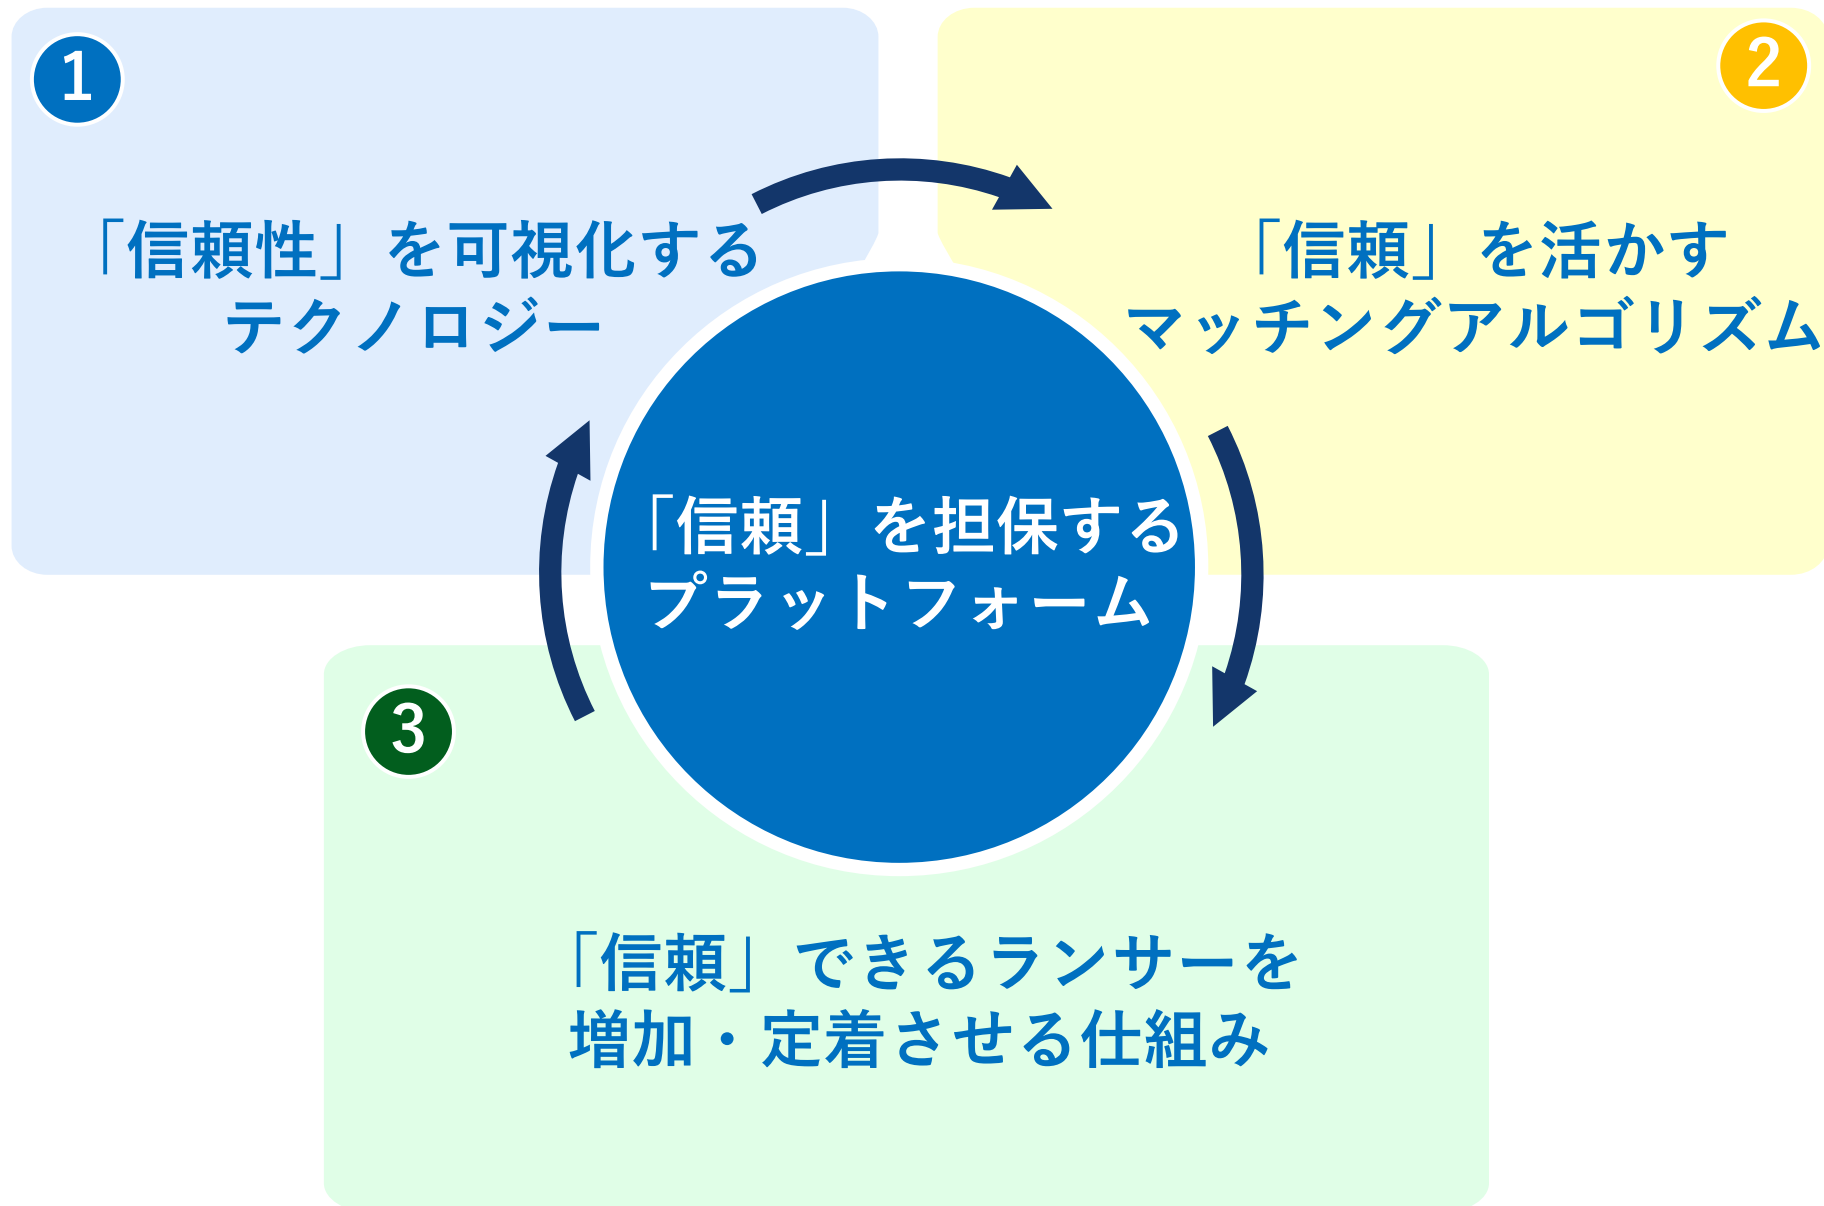 1
「信頼性」を可視化する
テクノロジー
2
「信頼」を活かす
マッチングアルゴリズム
「信頼」を担保する
プラットフォーム
3
「信頼」できるランサーを
増加・定着させる仕組み